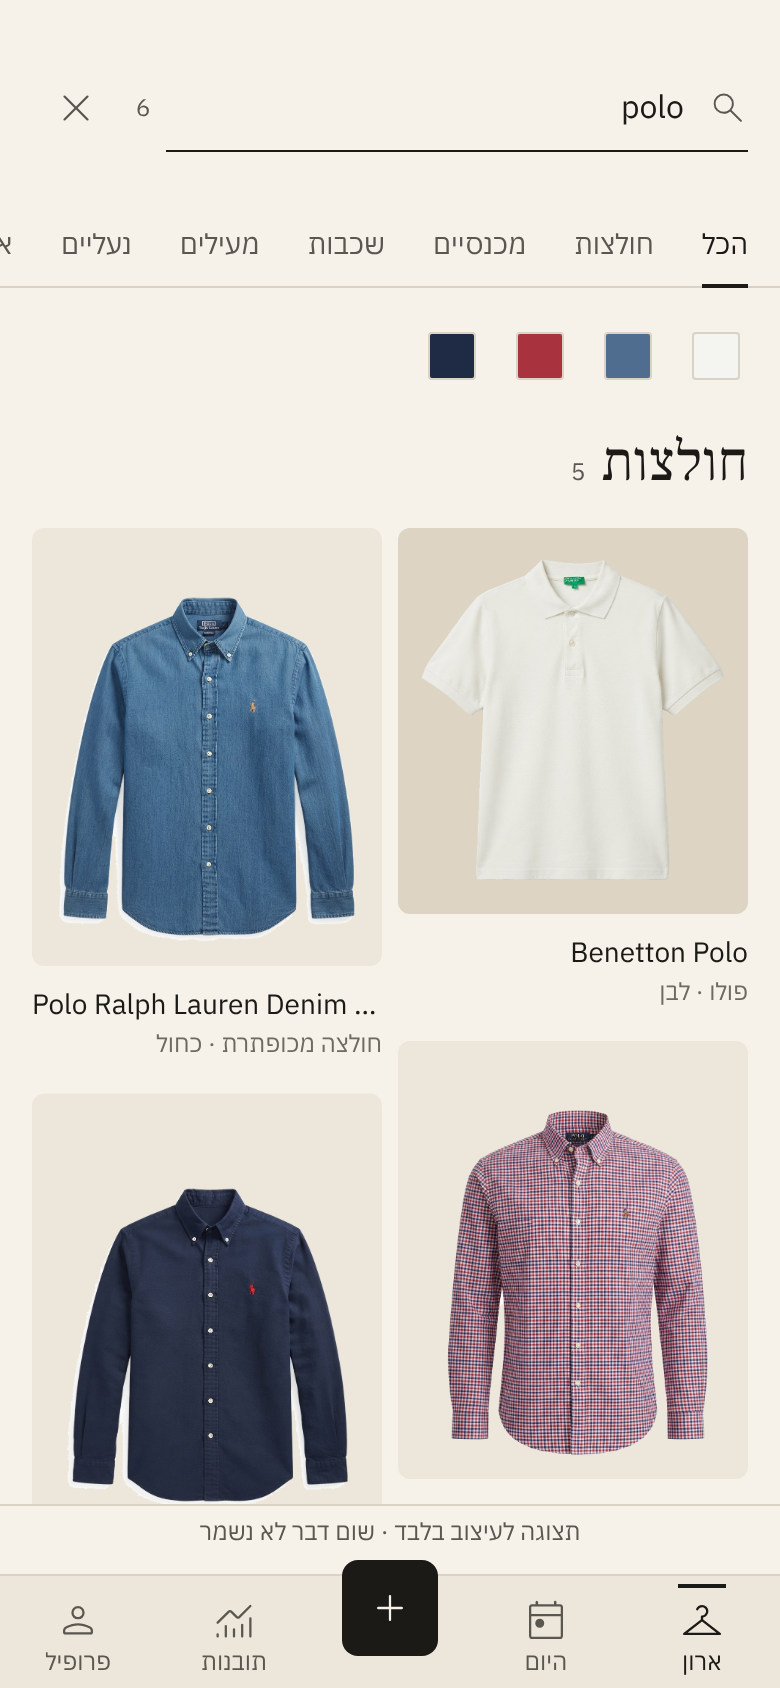 polo 6
הכל חולצות מכנסיים שכבות מעילים נעליים א
חולצות 5
Benetton Polo
פולו · לבן
Polo Ralph Lauren Denim ...
חולצה מכופתרת · כחול
תצוגה לעיצוב בלבד · שום דבר לא נשמר
ארון היום תובנות פרופיל